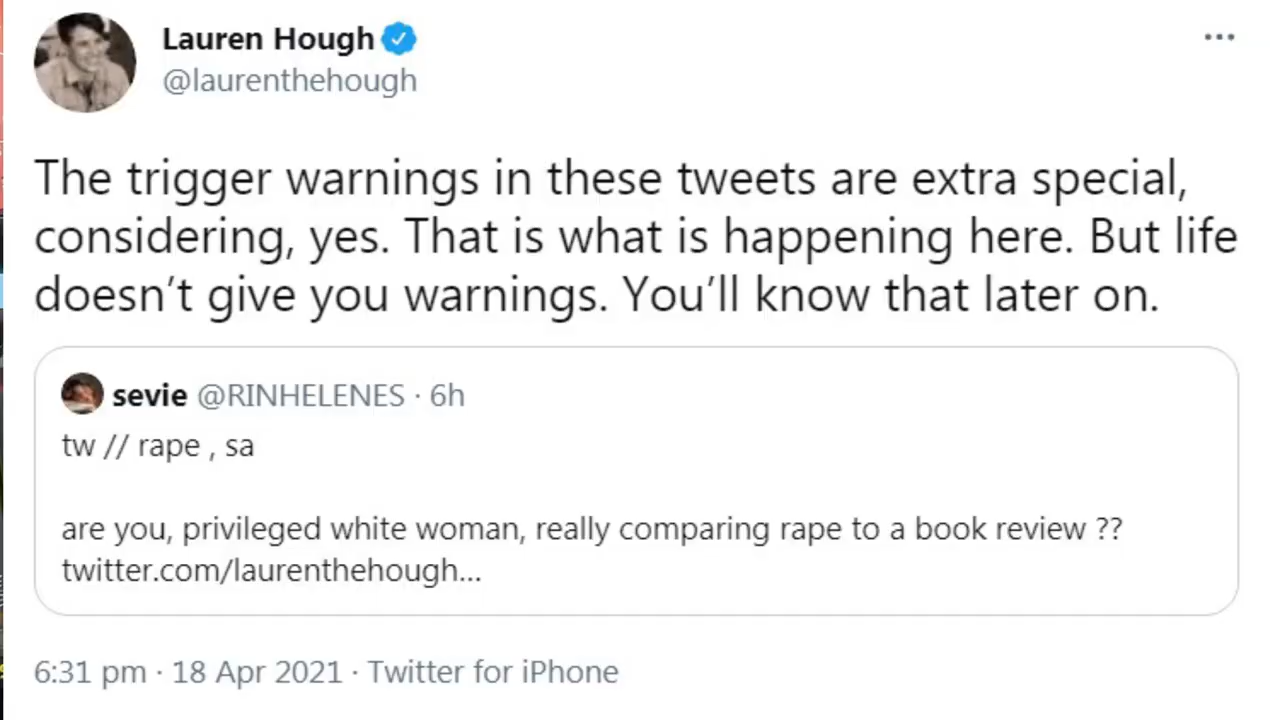 Lauren Hough
@laurenthehough
The trigger warnings in these tweets are extra special,
considering, yes. That is what is happening here. But life
doesn't give you warnings. You'll know that later on.
sevie @RINHELENES · 6h
tw // rape , sa
are you, privileged white woman, really comparing rape to a book review ??
twitter.com/laurenthehough...
6:31 pm · 18 Apr 2021 · Twitter for iPhone